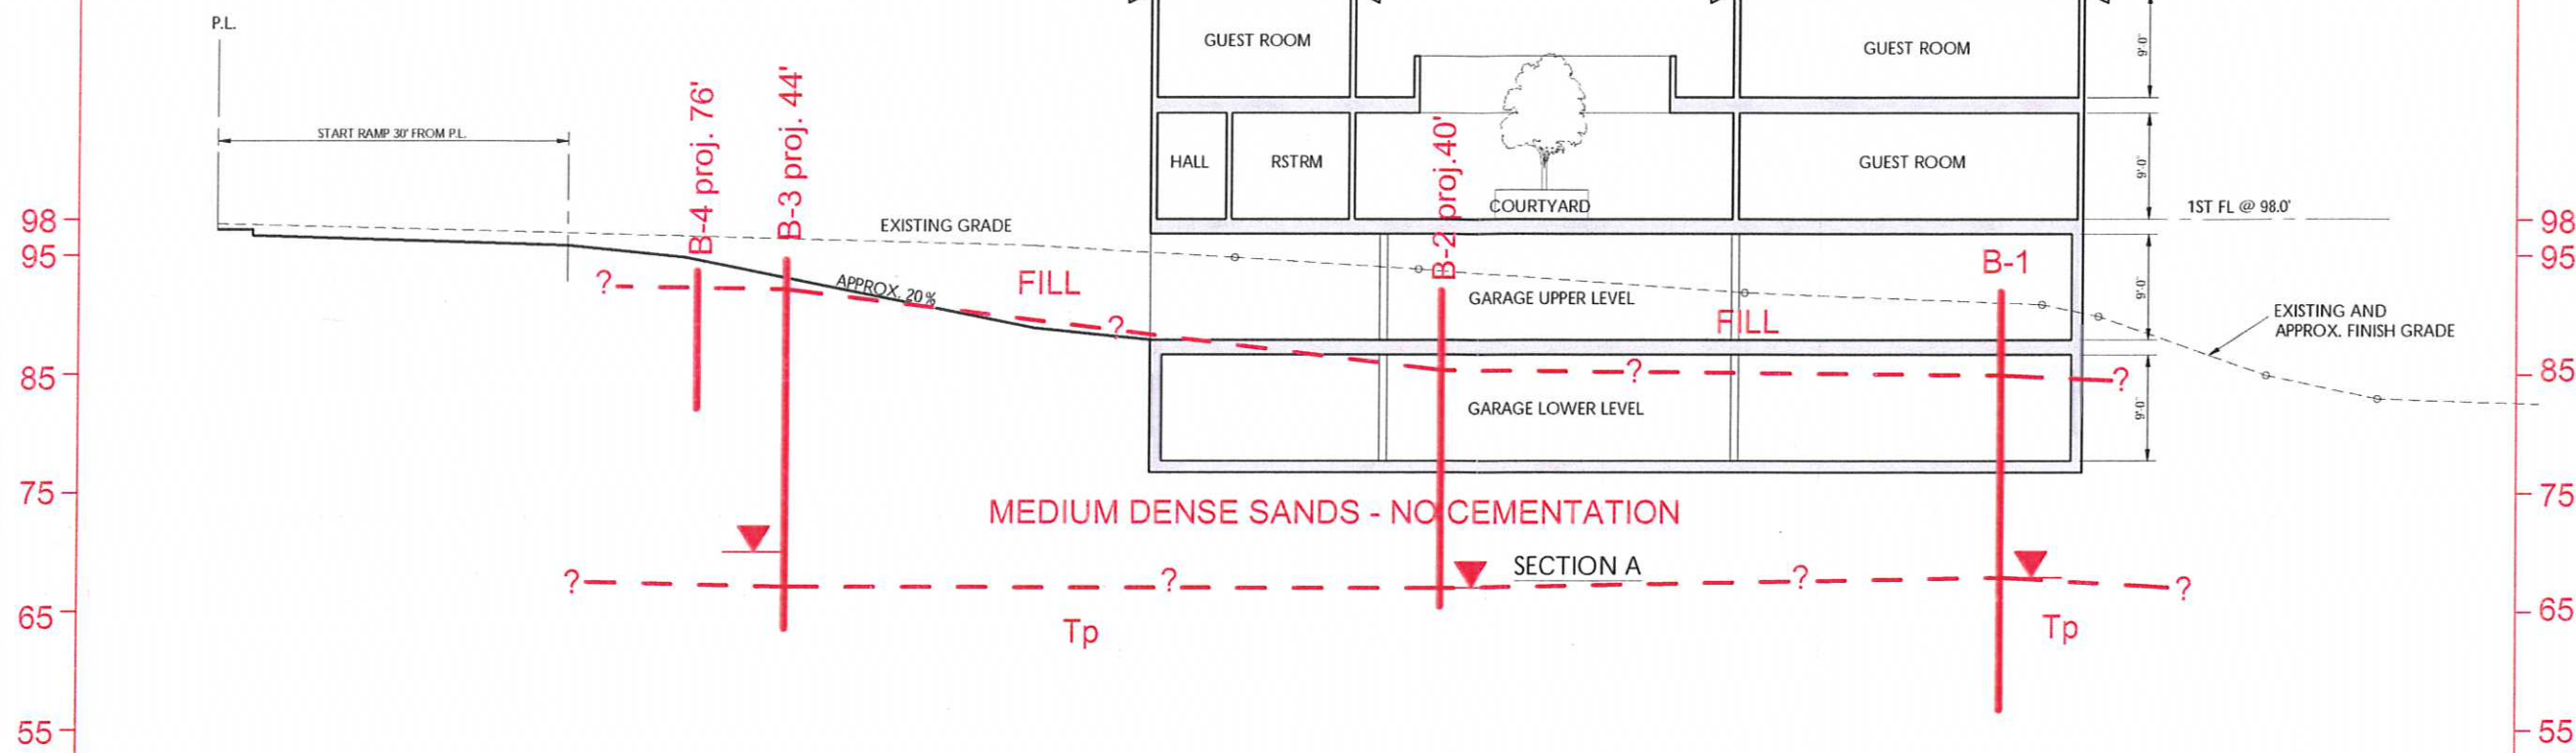 P.L.
START RAMP 30' FROM P.L.
B-4 proj. 76'
B-3 proj. 44'
GUEST ROOM
GUEST ROOM
9'-0"
HALL
RSTRM
B-2 proj.40'
COURTYARD
GUEST ROOM
9'-0"
1ST FL @ 98.0'
98
98
95
95
EXISTING GRADE
?
APPROX. 20%
FILL
?
GARAGE UPPER LEVEL
FILL
B-1
9'-0"
EXISTING AND
APPROX. FINISH GRADE
85
85
?
?
GARAGE LOWER LEVEL
9'-0"
75
75
MEDIUM DENSE SANDS - NO CEMENTATION
SECTION A
?
?
?
?
65
65
Tp
Tp
55
55